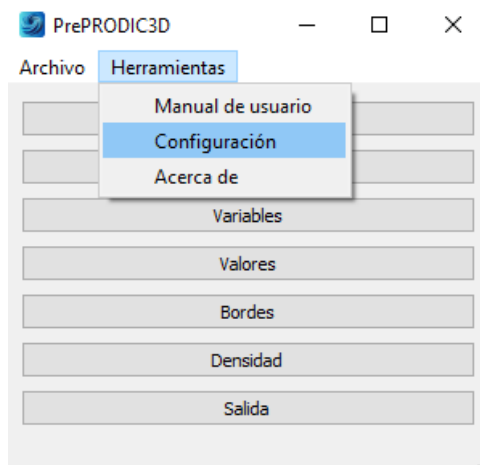 PrePRODIC3D
Archivo Herramientas
Manual de usuario
Configuración
Acerca de
Variables
Valores
Bordes
Densidad
Salida